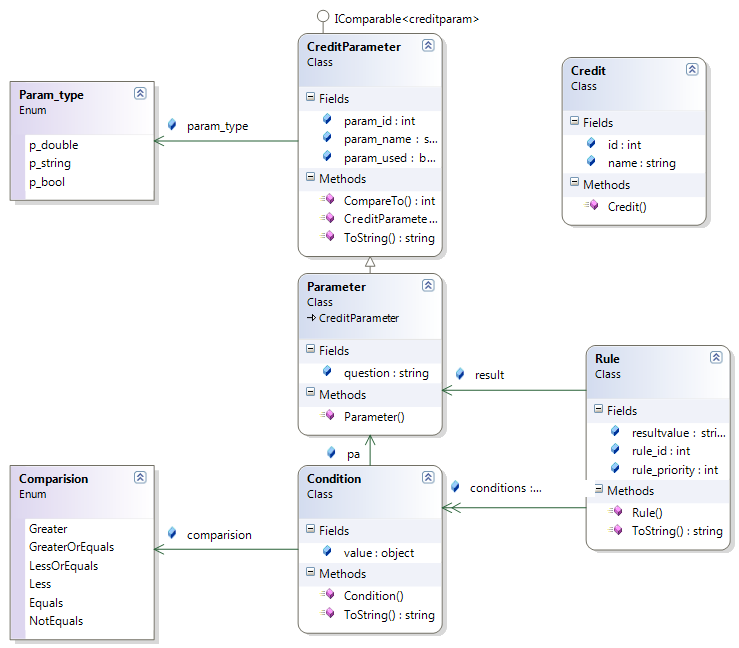 IComparable<creditparam>
CreditParameter
Class
Fields
param_id : int
param_name : s...
param_used : b...
Methods
CompareTo() : int
CreditParamete...
ToString() : string
Param_type
Enum
p_double
p_string
p_bool
param_type
Credit
Class
Fields
id : int
name : string
Methods
Credit()
Parameter
Class
CreditParameter
Fields
question : string
Methods
Parameter()
result
Rule
Class
Fields
resultvalue : stri...
rule_id : int
rule_priority : int
Methods
Rule()
ToString() : string
pa
conditions :...
Condition
Class
Fields
value : object
Methods
Condition()
ToString() : string
comparision
Comparision
Enum
Greater
GreaterOrEquals
LessOrEquals
Less
Equals
NotEquals